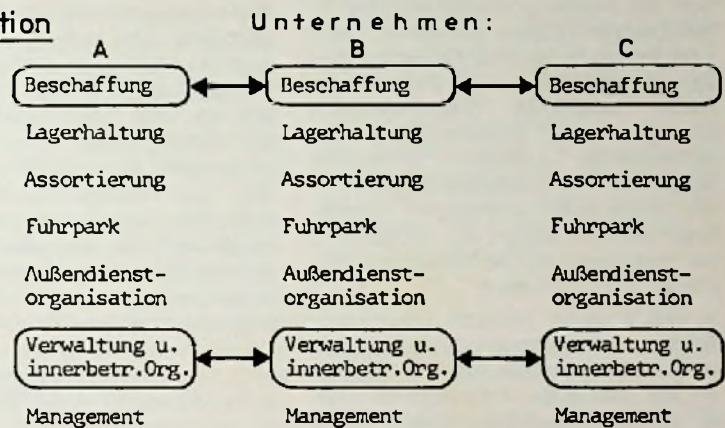 tion Unternehmen:
A B C
Beschaffung Beschaffung Beschaffung
Lagerhaltung Lagerhaltung Lagerhaltung
Assortierung Assortierung Assortierung
Fuhrpark Fuhrpark Fuhrpark
Außendienst- Außendienst- Außendienst-
organisation organisation organisation
Verwaltung u. Verwaltung u. Verwaltung u.
innerbetr.Org. innerbetr.Org. innerbetr.Org.
Management Management Management